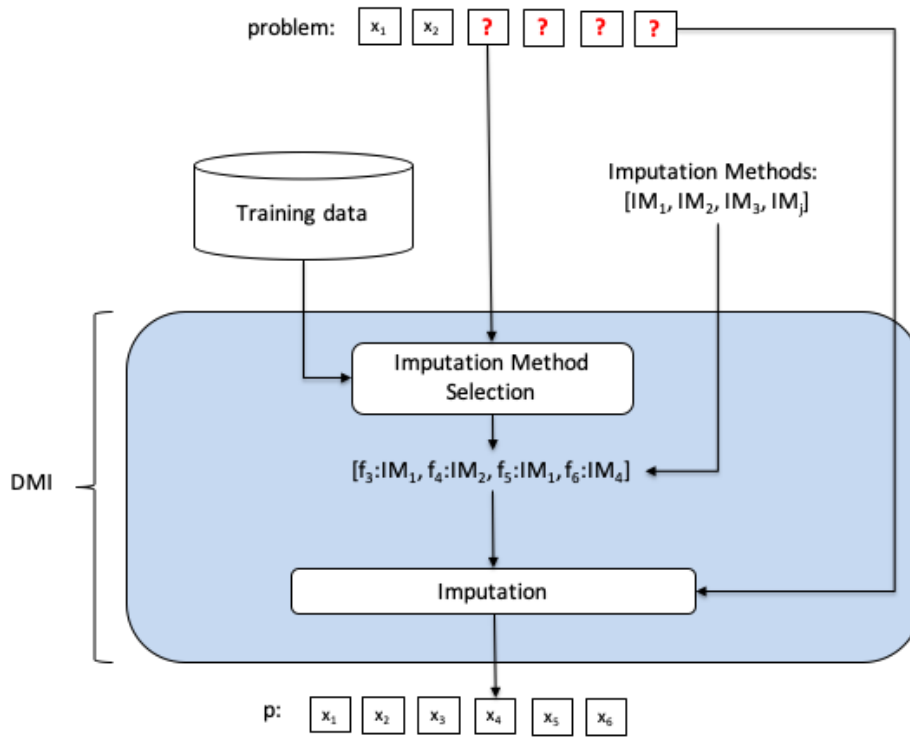 problem: x₁ x₂ ? ? ? ?
Training data
Imputation Methods:
[IM₁, IM₂, IM₃, IMⱼ]
Imputation Method
Selection
[f₃:IM₁, f₄:IM₂, f₅:IM₁, f₆:IM₄]
DMI
Imputation
p: x₁ x₂ x₃ x₄ x₅ x₆